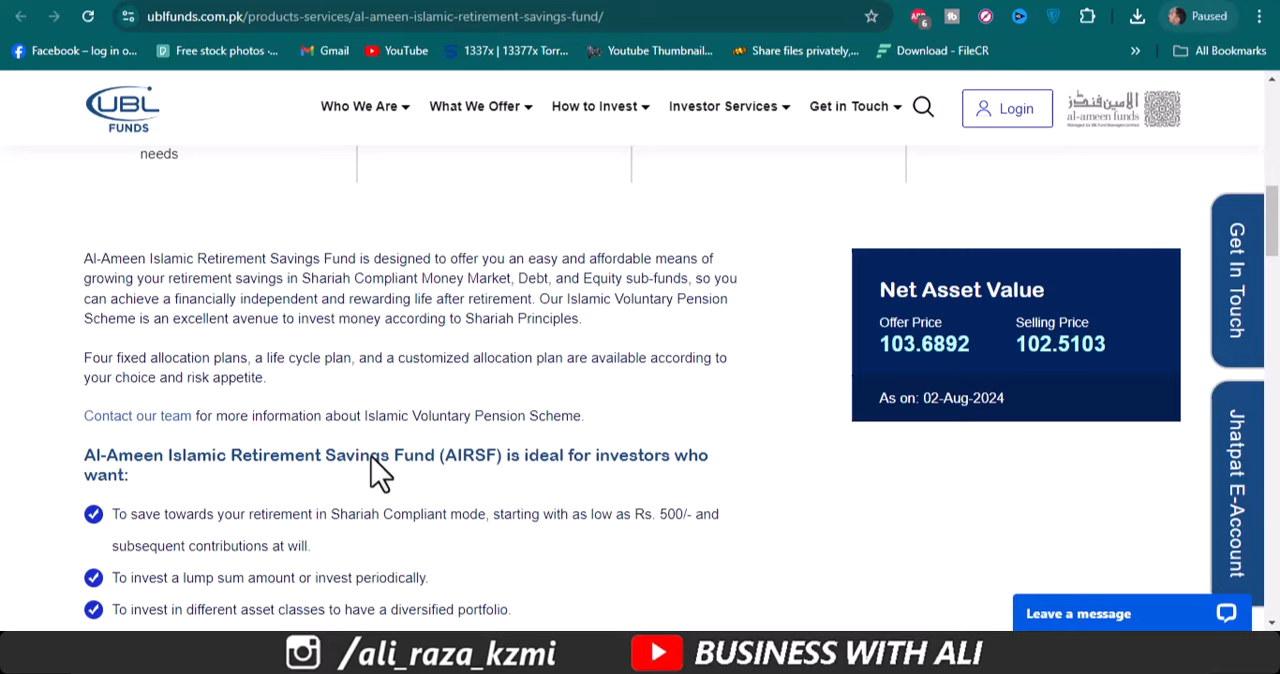 ublfunds.com.pk/products-services/al-ameen-islamic-retirement-savings-fund/
6
Paused
Facebook – log in o...
Free stock photos ·...
Gmail
YouTube
1337x | 13377x Torr...
Youtube Thumbnail...
Share files privately,...
Download - FileCR
All Bookmarks
UBL
FUNDS
Who We Are
What We Offer
How to Invest
Investor Services
Get in Touch
Login
الامین فنڈز
al-ameen funds
needs
Al-Ameen Islamic Retirement Savings Fund is designed to offer you an easy and affordable means of
growing your retirement savings in Shariah Compliant Money Market, Debt, and Equity sub-funds, so you
can achieve a financially independent and rewarding life after retirement. Our Islamic Voluntary Pension
Scheme is an excellent avenue to invest money according to Shariah Principles.
Four fixed allocation plans, a life cycle plan, and a customized allocation plan are available according to
your choice and risk appetite.
Contact our team for more information about Islamic Voluntary Pension Scheme.
Al-Ameen Islamic Retirement Savings Fund (AIRSF) is ideal for investors who
want:
To save towards your retirement in Shariah Compliant mode, starting with as low as Rs. 500/- and
subsequent contributions at will.
To invest a lump sum amount or invest periodically.
To invest in different asset classes to have a diversified portfolio.
Net Asset Value
Offer Price
Selling Price
103.6892
102.5103
As on: 02-Aug-2024
Get In Touch
Jhatpat E-Account
Leave a message
/ali_raza_kzmi
BUSINESS WITH ALI